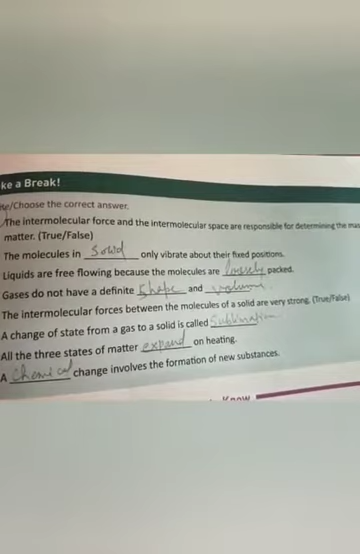 ke a Break!
se/Choose the correct answer.
The intermolecular force and the intermolecular space are responsible for determining the mas
matter. (True/False)
The molecules in solid only vibrate about their fixed positions.
Liquids are free flowing because the molecules are loosely packed.
Gases do not have a definite shape and volume.
The intermolecular forces between the molecules of a solid are very strong. (True/False)
A change of state from a gas to a solid is called Sublimation
All the three states of matter expand on heating.
A chemical change involves the formation of new substances.
Know